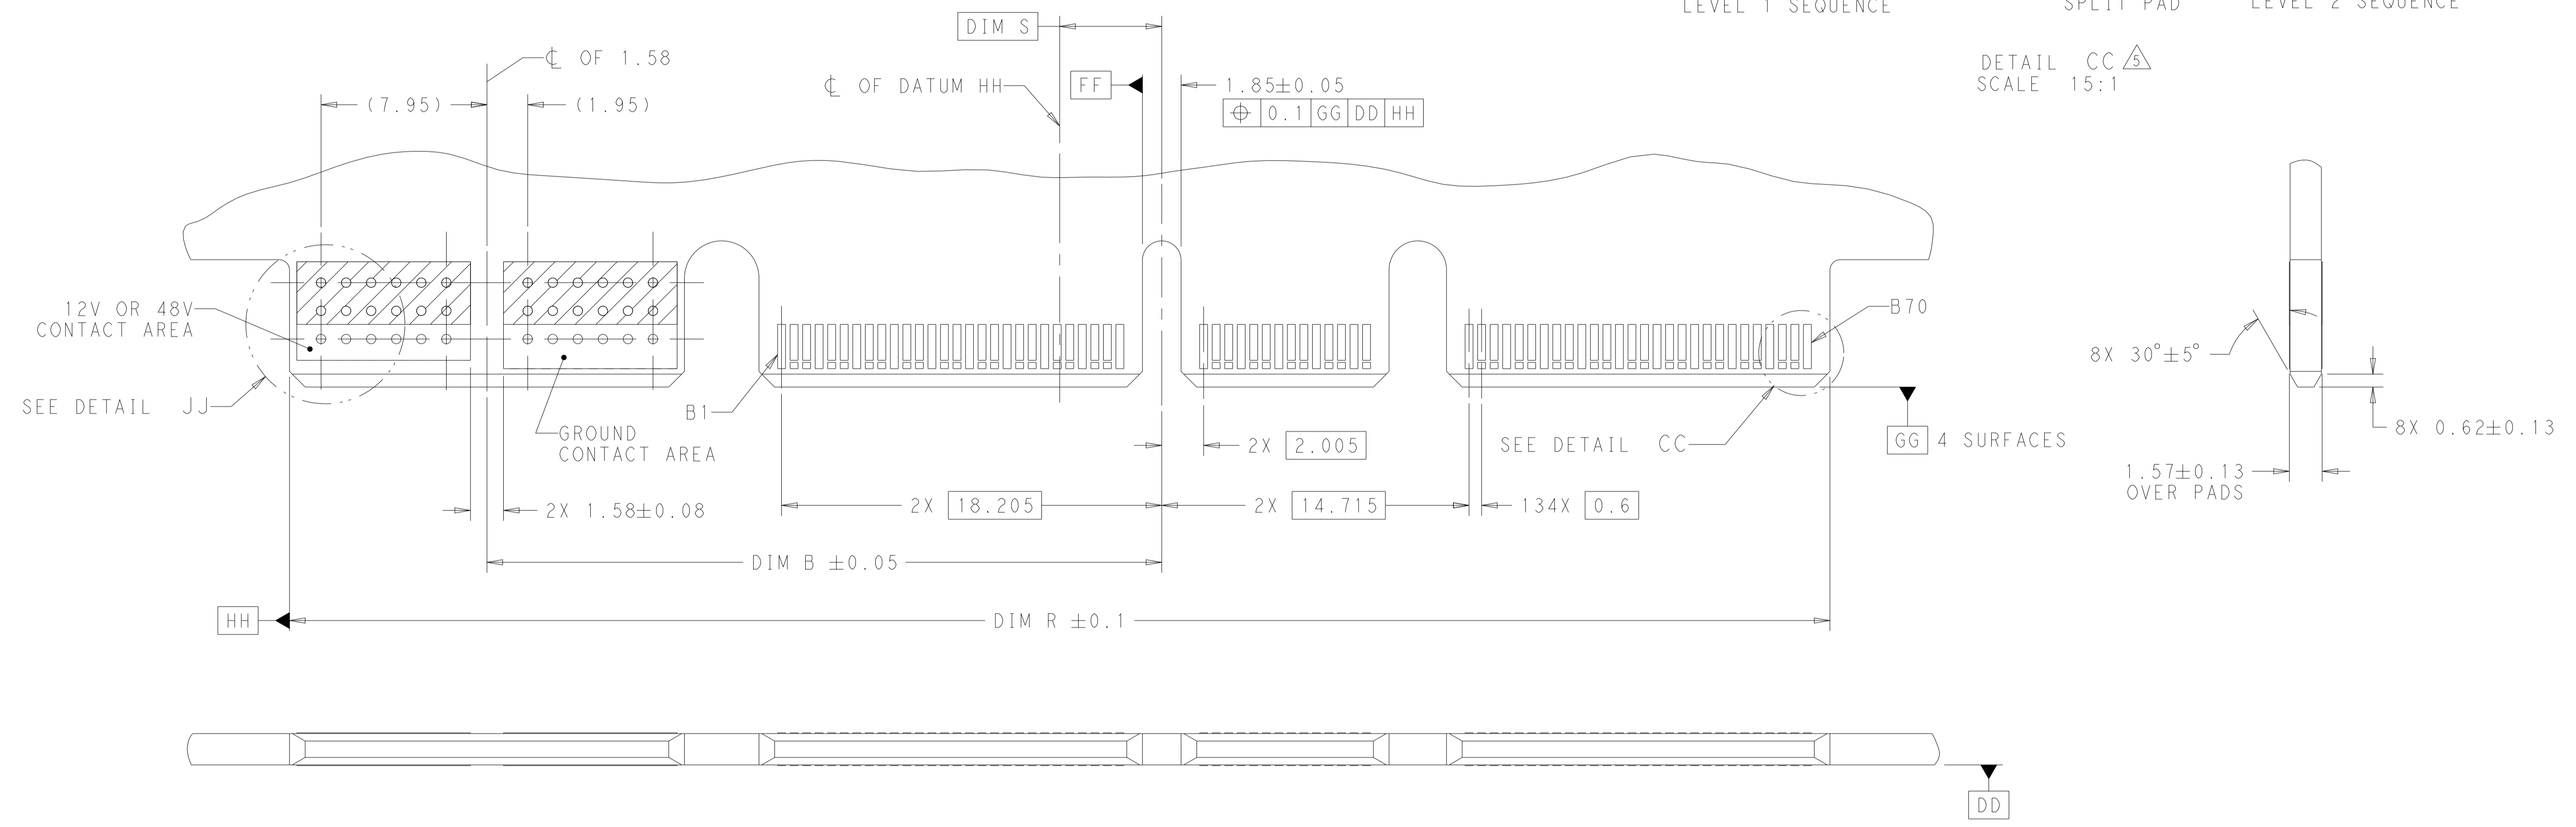 LEVEL 1 SEQUENCE
SPLIT PAD
LEVEL 2 SEQUENCE
DETAIL CC 5
SCALE 15:1
DIM S
℄ OF 1.58
℄ OF DATUM HH
FF
1.85±0.05
⌖ 0.1 GG DD HH
(7.95)
(1.95)
12V OR 48V
CONTACT AREA
B70
8X 30°±5°
SEE DETAIL JJ
B1
GROUND
CONTACT AREA
2X 2.005
SEE DETAIL CC
GG 4 SURFACES
8X 0.62±0.13
1.57±0.13
OVER PADS
2X 1.58±0.08
2X 18.205
2X 14.715
134X 0.6
DIM B ±0.05
HH
DIM R ±0.1
DD